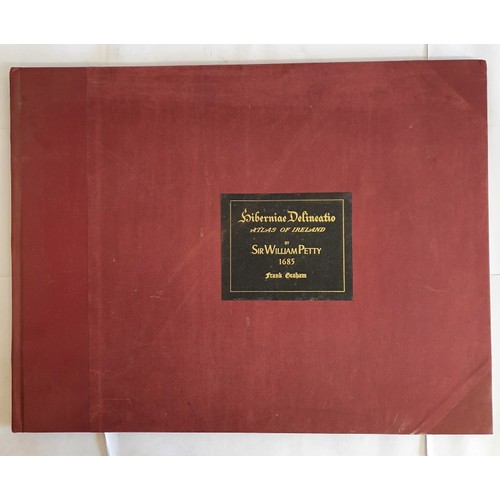 Hiberniae Delineatio
ATLAS OF IRELAND
BY
SIR WILLIAM PETTY
1685
Frank Graham